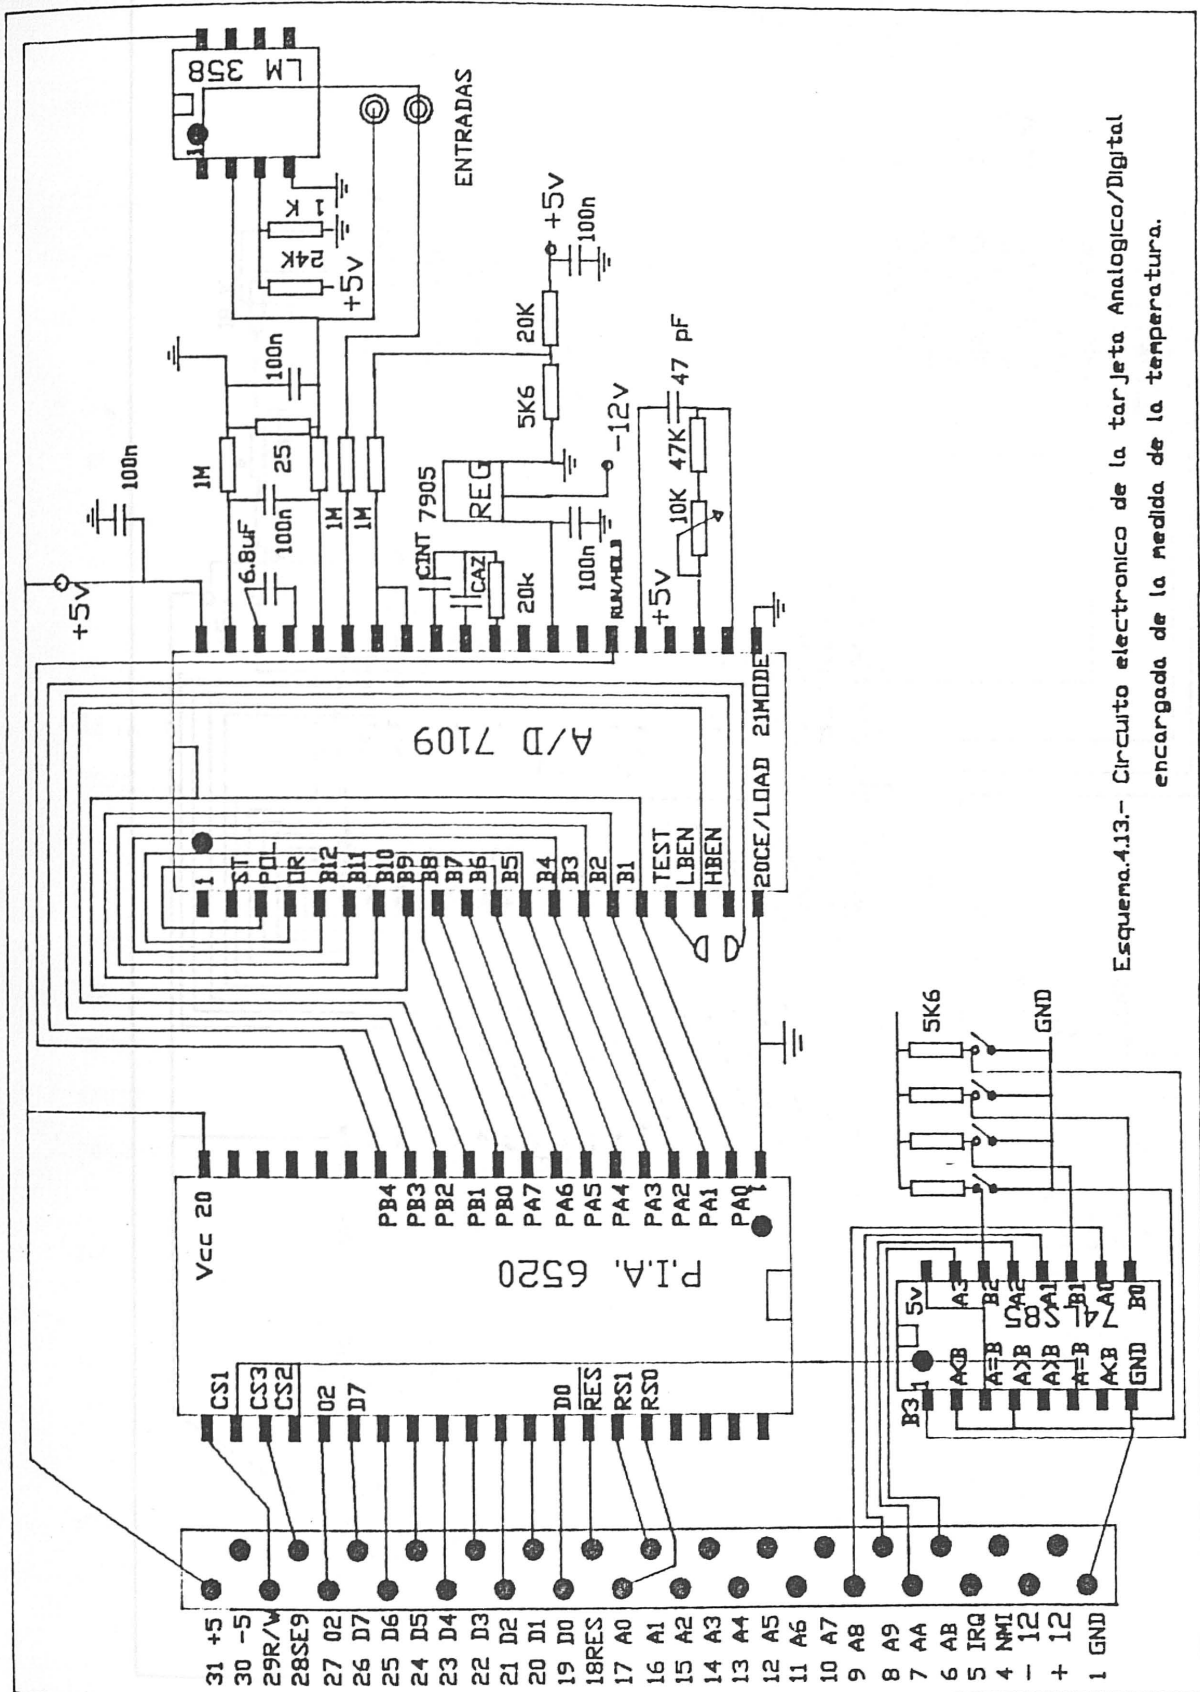 LM 358
1
ENTRADAS
1 K
24K
+5v
+5v
100n
100n
+5v
100n
1M
25
6.8uF
100n
1M
1M
20K
5K6
7905
REG
-12v
CINT
CAZ
20k
100n
RUN/HOLD
+5v
10K
47K
47 pF
A/D 7109
1
ST
POL
OR
B12
B11
B10
B9
B8
B7
B6
B5
B4
B3
B2
B1
TEST
LBEN
HBEN
20CE/LOAD 21MODE
Vcc 20
PB4
PB3
PB2
PB1
PB0
PA7
PA6
PA5
PA4
PA3
PA2
PA1
PA0
1
P.I.A. 6520
CS1
CS3
CS2
02
D7
D0
RES
RS1
RS0
5K6
GND
74LS85
5v
A3
B2
A2
A1
B1
A0
B0
B3
1
A<B
A=B
A>B
A>B
A=B
A<B
GND
31 +5
30 -5
29R/W
28SE9
27 02
26 D7
25 D6
24 D5
23 D4
22 D3
21 D2
20 D1
19 D0
18RES
17 A0
16 A1
15 A2
14 A3
13 A4
12 A5
11 A6
10 A7
9 A8
8 A9
7 AA
6 AB
5 IRQ
4 NMI
- 12
+ 12
1 GND
Esquema.4.13.- Circuito electronico de la tarjeta Analogico/Digital
encargada de la medida de la temperatura.